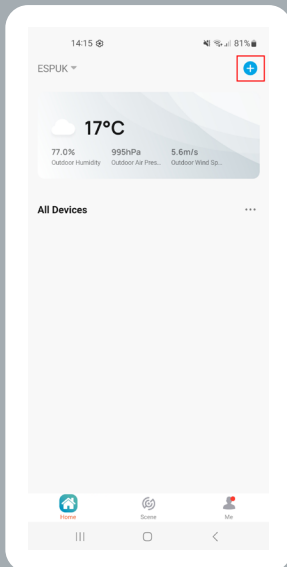 14:15 81%
ESPUK
17°C
77.0% 995hPa 5.6m/s
Outdoor Humidity Outdoor Air Pres... Outdoor Wind Sp...
All Devices ...
Home Scene Me